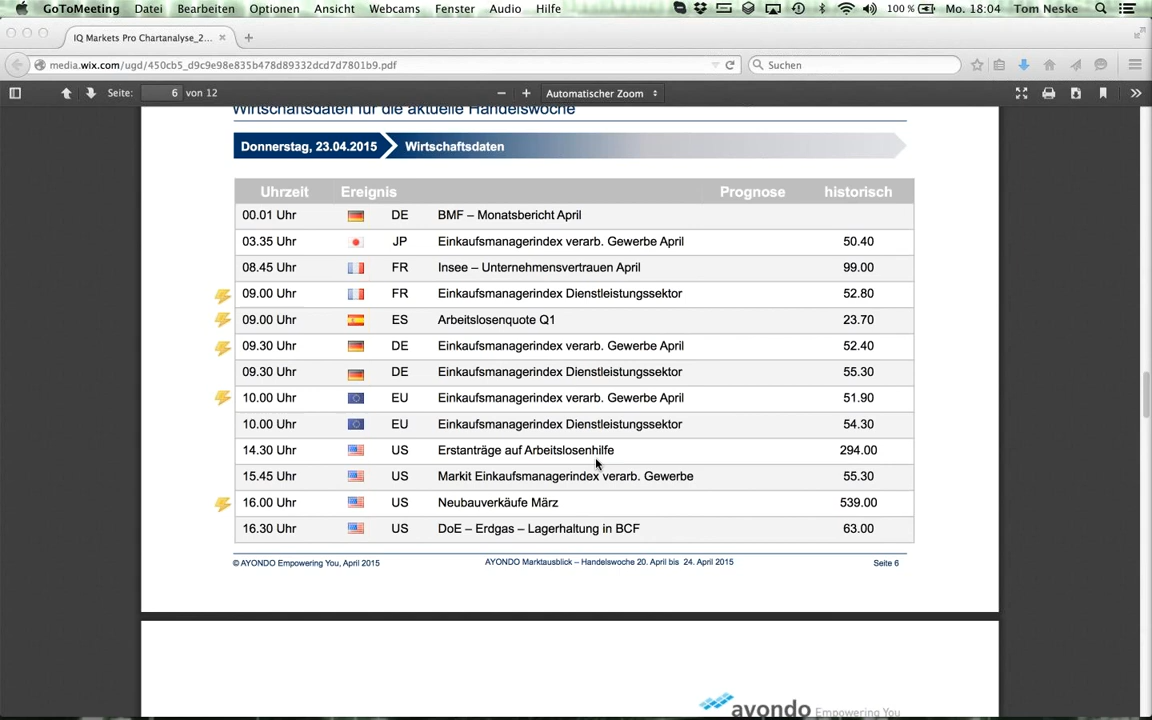 GoToMeeting Datei Bearbeiten Optionen Ansicht Webcams Fenster Audio Hilfe 100 % Mo. 18:04 Tom Neske
IQ Markets Pro Chartanalyse_2... × +
media.wix.com/ugd/450cb5_d9c9e98e835b478d89332dcd7d7801b9.pdf Suchen
Seite: 6 von 12 − + Automatischer Zoom
Wirtschaftsdaten für die aktuelle Handelswoche
Donnerstag, 23.04.2015 Wirtschaftsdaten
Uhrzeit Ereignis Prognose historisch
00.01 Uhr DE BMF – Monatsbericht April
03.35 Uhr JP Einkaufsmanagerindex verarb. Gewerbe April 50.40
08.45 Uhr FR Insee – Unternehmensvertrauen April 99.00
09.00 Uhr FR Einkaufsmanagerindex Dienstleistungssektor 52.80
09.00 Uhr ES Arbeitslosenquote Q1 23.70
09.30 Uhr DE Einkaufsmanagerindex verarb. Gewerbe April 52.40
09.30 Uhr DE Einkaufsmanagerindex Dienstleistungssektor 55.30
10.00 Uhr EU Einkaufsmanagerindex verarb. Gewerbe April 51.90
10.00 Uhr EU Einkaufsmanagerindex Dienstleistungssektor 54.30
14.30 Uhr US Erstanträge auf Arbeitslosenhilfe 294.00
15.45 Uhr US Markit Einkaufsmanagerindex verarb. Gewerbe 55.30
16.00 Uhr US Neubauverkäufe März 539.00
16.30 Uhr US DoE – Erdgas – Lagerhaltung in BCF 63.00
© AYONDO Empowering You, April 2015 AYONDO Marktausblick – Handelswoche 20. April bis 24. April 2015 Seite 6
ayondo Empowering You